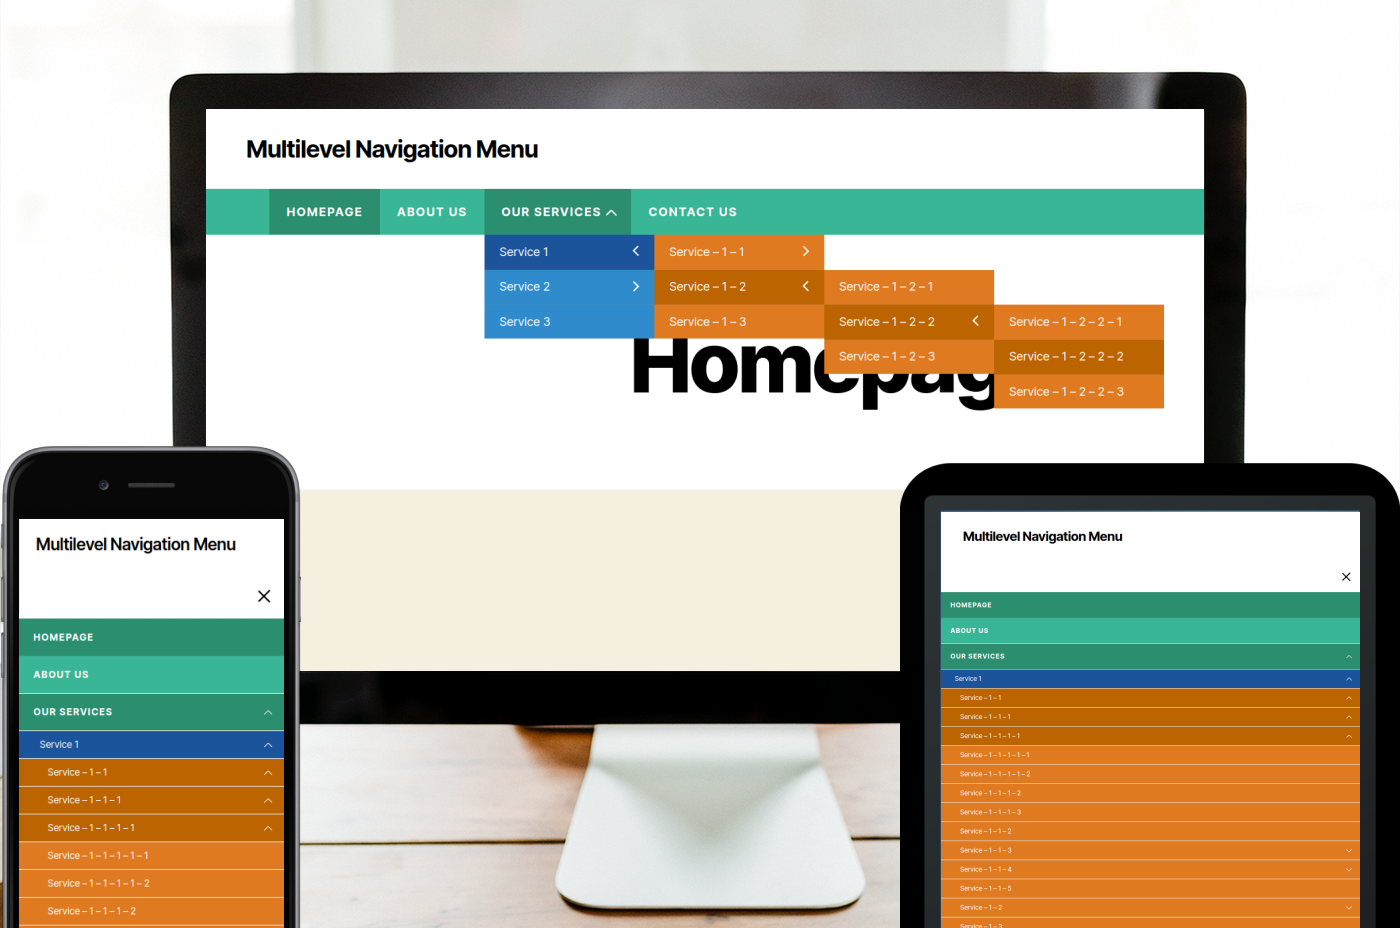 Multilevel Navigation Menu
HOMEPAGE ABOUT US OUR SERVICES CONTACT US
Service 1 Service – 1 – 1
Service 2 Service – 1 – 2 Service – 1 – 2 – 1
Service 3 Service – 1 – 3 Service – 1 – 2 – 2 Service – 1 – 2 – 2 – 1
Service – 1 – 2 – 3 Service – 1 – 2 – 2 – 2
Service – 1 – 2 – 2 – 3
Homepag
Multilevel Navigation Menu
HOMEPAGE
ABOUT US
OUR SERVICES
Service 1
Service – 1 – 1
Service – 1 – 1 – 1
Service – 1 – 1 – 1 – 1
Service – 1 – 1 – 1 – 1 – 1
Service – 1 – 1 – 1 – 1 – 2
Service – 1 – 1 – 1 – 2
Multilevel Navigation Menu
HOMEPAGE
ABOUT US
OUR SERVICES
Service 1
Service – 1 – 1
Service – 1 – 1 – 1
Service – 1 – 1 – 1 – 1
Service – 1 – 1 – 1 – 1 – 1
Service – 1 – 1 – 1 – 1 – 2
Service – 1 – 1 – 1 – 2
Service – 1 – 1 – 1 – 3
Service – 1 – 1 – 2
Service – 1 – 1 – 3
Service – 1 – 1 – 4
Service – 1 – 1 – 5
Service – 1 – 2
Service – 1 – 3